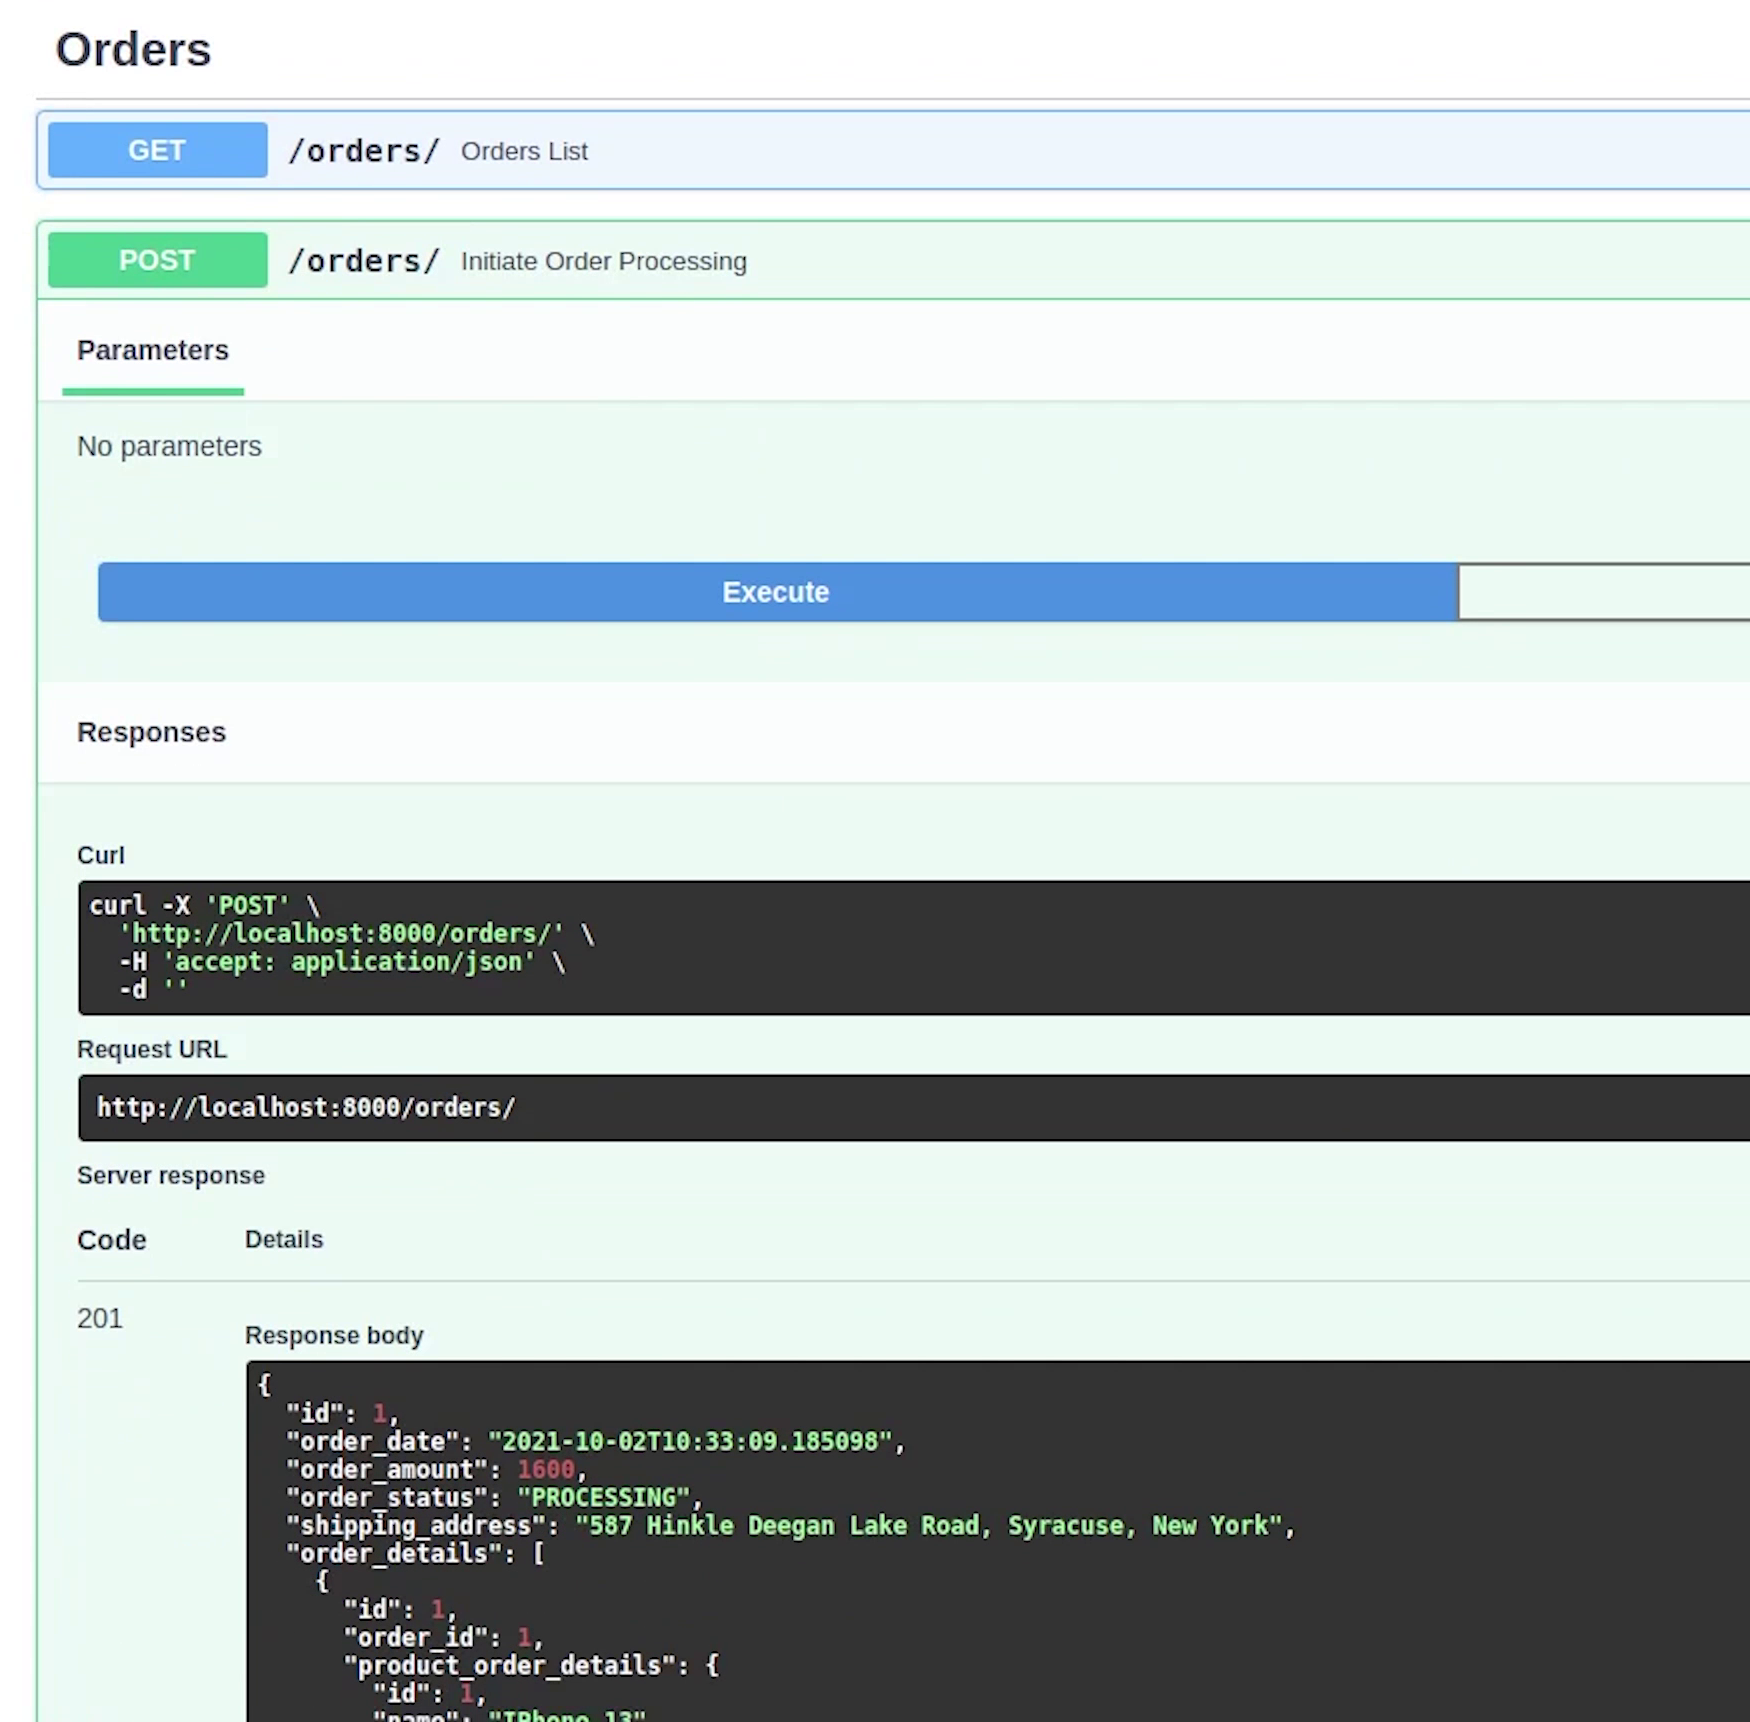 Orders
GET /orders/ Orders List
POST /orders/ Initiate Order Processing
Parameters
No parameters
Execute
Responses
Curl
curl -X 'POST' \
  'http://localhost:8000/orders/' \
  -H 'accept: application/json' \
  -d ''
Request URL
http://localhost:8000/orders/
Server response
Code Details
201
Response body
{
  "id": 1,
  "order_date": "2021-10-02T10:33:09.185098",
  "order_amount": 1600,
  "order_status": "PROCESSING",
  "shipping_address": "587 Hinkle Deegan Lake Road, Syracuse, New York",
  "order_details": [
    {
      "id": 1,
      "order_id": 1,
      "product_order_details": {
        "id": 1,
        "name": "IPhone 13"